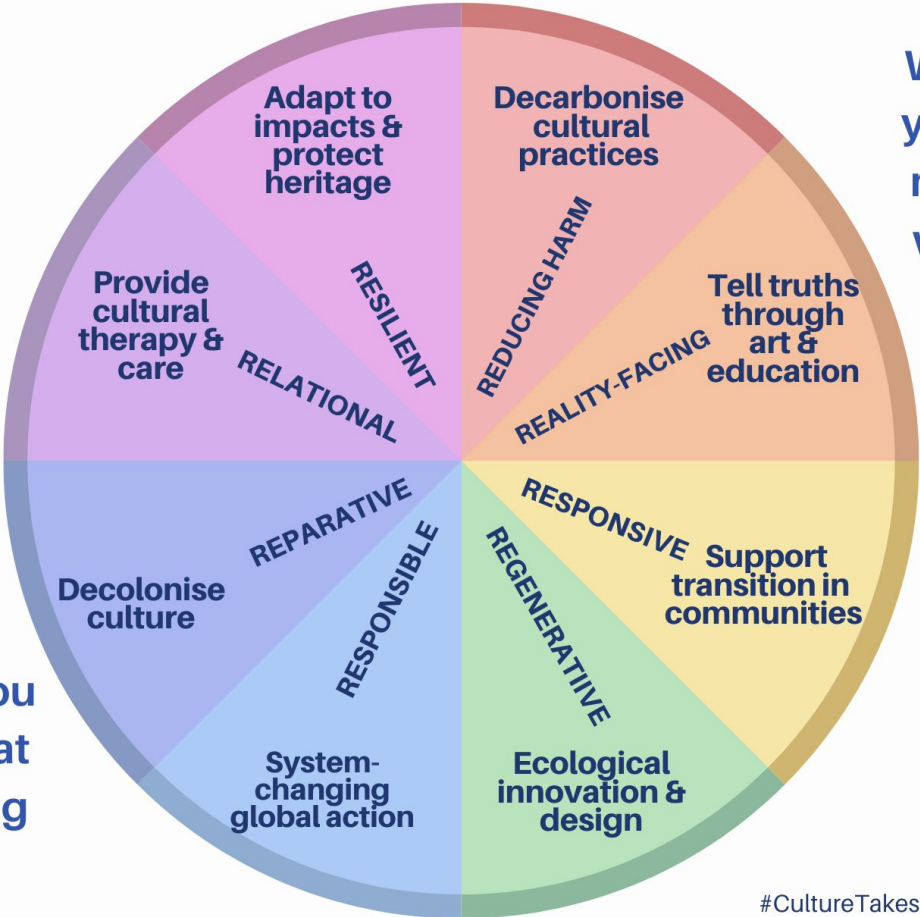 Adapt to
impacts &
protect
heritage
RESILIENT
Decarbonise
cultural
practices
REDUCING HARM
Tell truths
through
art &
education
REALITY-FACING
RESPONSIVE
Support
transition in
communities
REGENERATIIVE
Ecological
innovation &
design
RESPONSIBLE
System-
changing
global action
REPARATIVE
Decolonise
culture
Provide
cultural
therapy &
care
RELATIONAL
#CultureTakes